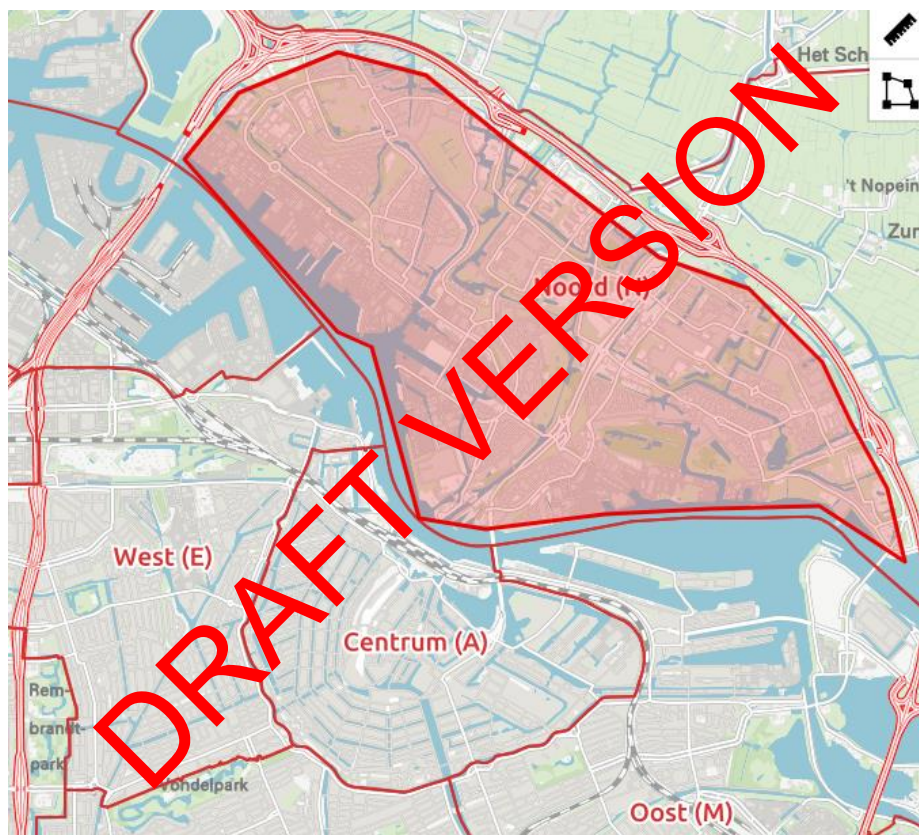 Het Sch
't Nopein
Zur
Noord (N)
West (E)
Centrum (A)
Rem-
brandt-
park
Vondelpark
Oost (M)
DRAFT VERSION